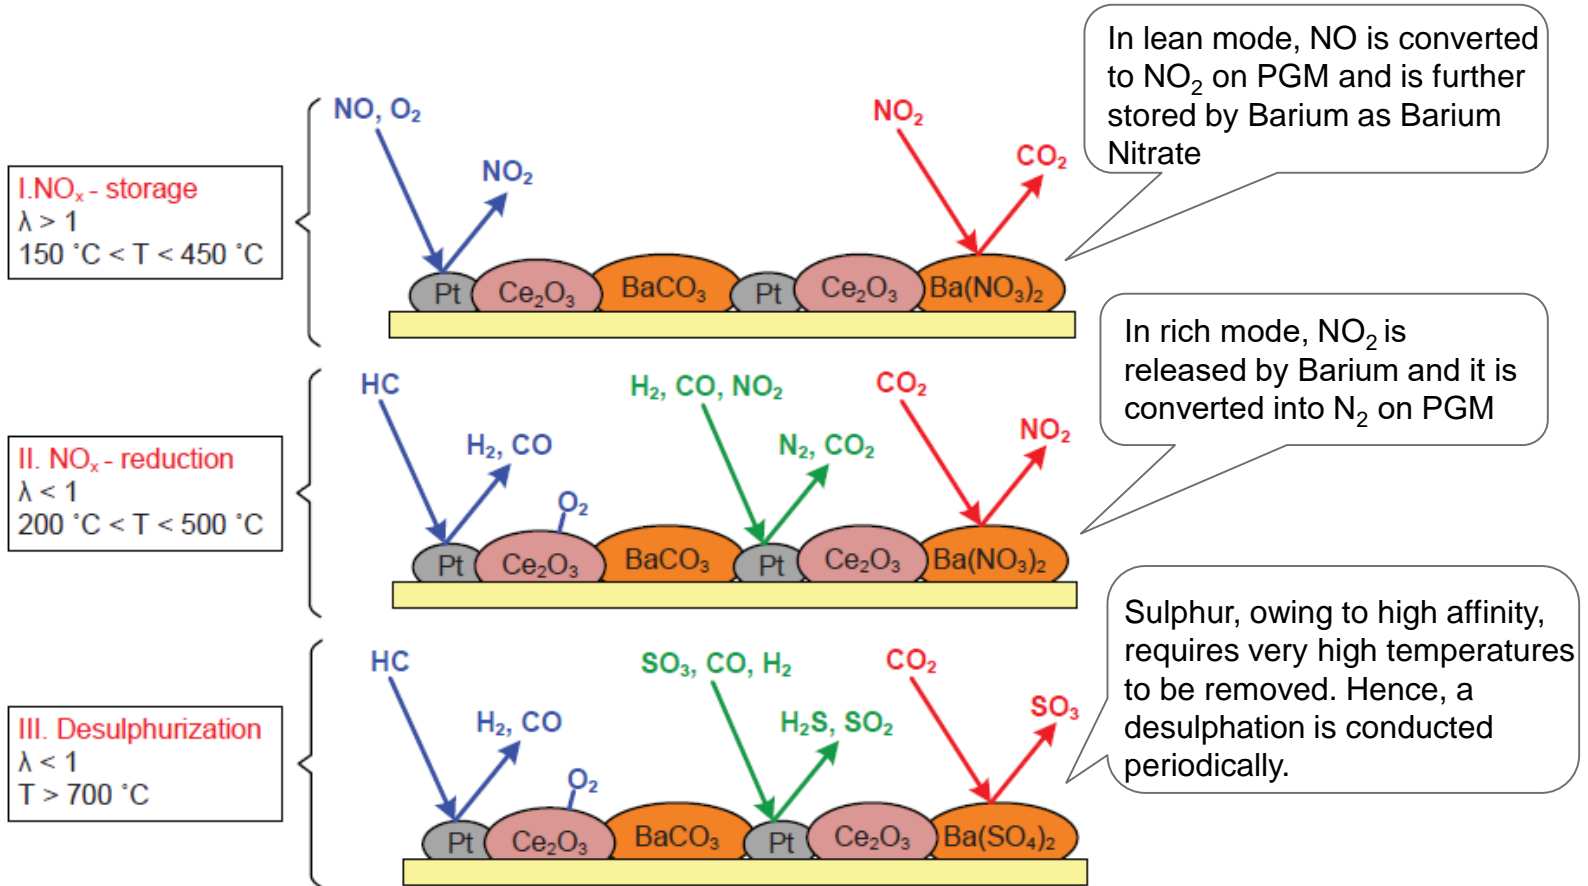 In lean mode, NO is converted
to NO₂ on PGM and is further
stored by Barium as Barium
Nitrate
NO, O₂
NO₂
NO₂
CO₂
I.NOₓ - storage
λ > 1
150 ˚C < T < 450 ˚C
Pt
Ce₂O₃
BaCO₃
Pt
Ce₂O₃
Ba(NO₃)₂
In rich mode, NO₂ is
released by Barium and it is
converted into N₂ on PGM
HC
H₂, CO, NO₂
CO₂
H₂, CO
N₂, CO₂
NO₂
II. NOₓ - reduction
λ < 1
200 ˚C < T < 500 ˚C
O₂
Pt
Ce₂O₃
BaCO₃
Pt
Ce₂O₃
Ba(NO₃)₂
Sulphur, owing to high affinity,
requires very high temperatures
to be removed. Hence, a
desulphation is conducted
periodically.
HC
SO₃, CO, H₂
CO₂
H₂, CO
H₂S, SO₂
SO₃
III. Desulphurization
λ < 1
T > 700 ˚C
O₂
Pt
Ce₂O₃
BaCO₃
Pt
Ce₂O₃
Ba(SO₄)₂